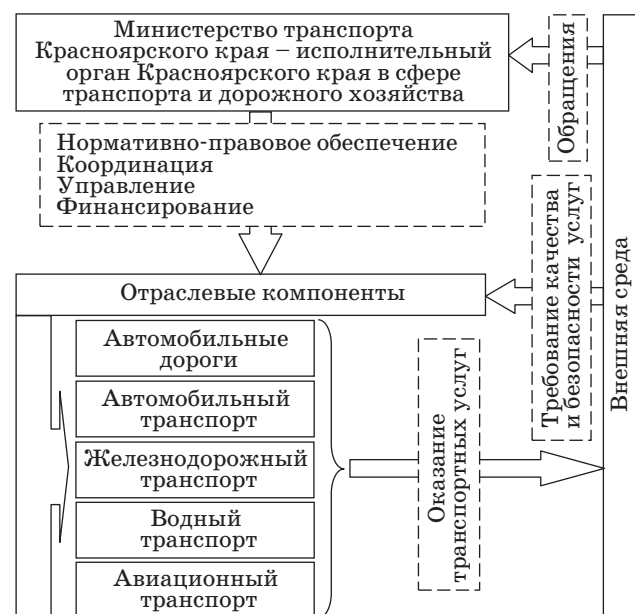 Министерство транспорта
Красноярского края – исполнительный
орган Красноярского края в сфере
транспорта и дорожного хозяйства
Обращения
Нормативно-правовое обеспечение
Координация
Управление
Финансирование
Требование качества
и безопасности услуг
Внешняя среда
Отраслевые компоненты
Автомобильные
дороги
Автомобильный
транспорт
Железнодорожный
транспорт
Водный
транспорт
Авиационный
транспорт
Оказание
транспортных услуг